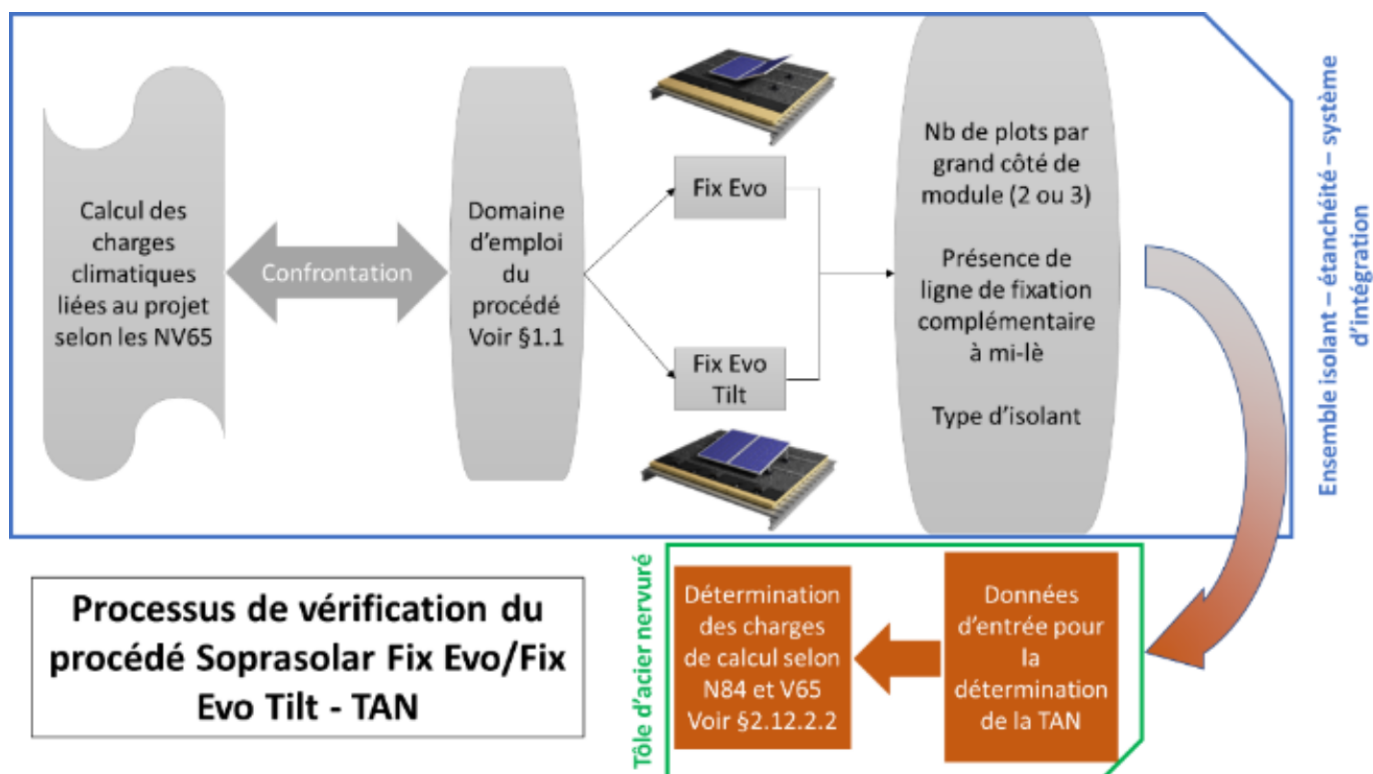 Calcul des
charges
climatiques
liées au projet
selon les NV65
Confrontation
Domaine
d'emploi
du
procédé
Voir §1.1
Fix Evo
Fix Evo
Tilt
Nb de plots par
grand côté de
module (2 ou 3)
Présence de
ligne de fixation
complémentaire
à mi-lè
Type d'isolant
Ensemble isolant – étanchéité – système
d'intégration
Processus de vérification du
procédé Soprasolar Fix Evo/Fix
Evo Tilt - TAN
Tôle d'acier nervuré
Détermination
des charges
de calcul selon
N84 et V65
Voir §2.12.2.2
Données
d'entrée pour
la
détermination
de la TAN